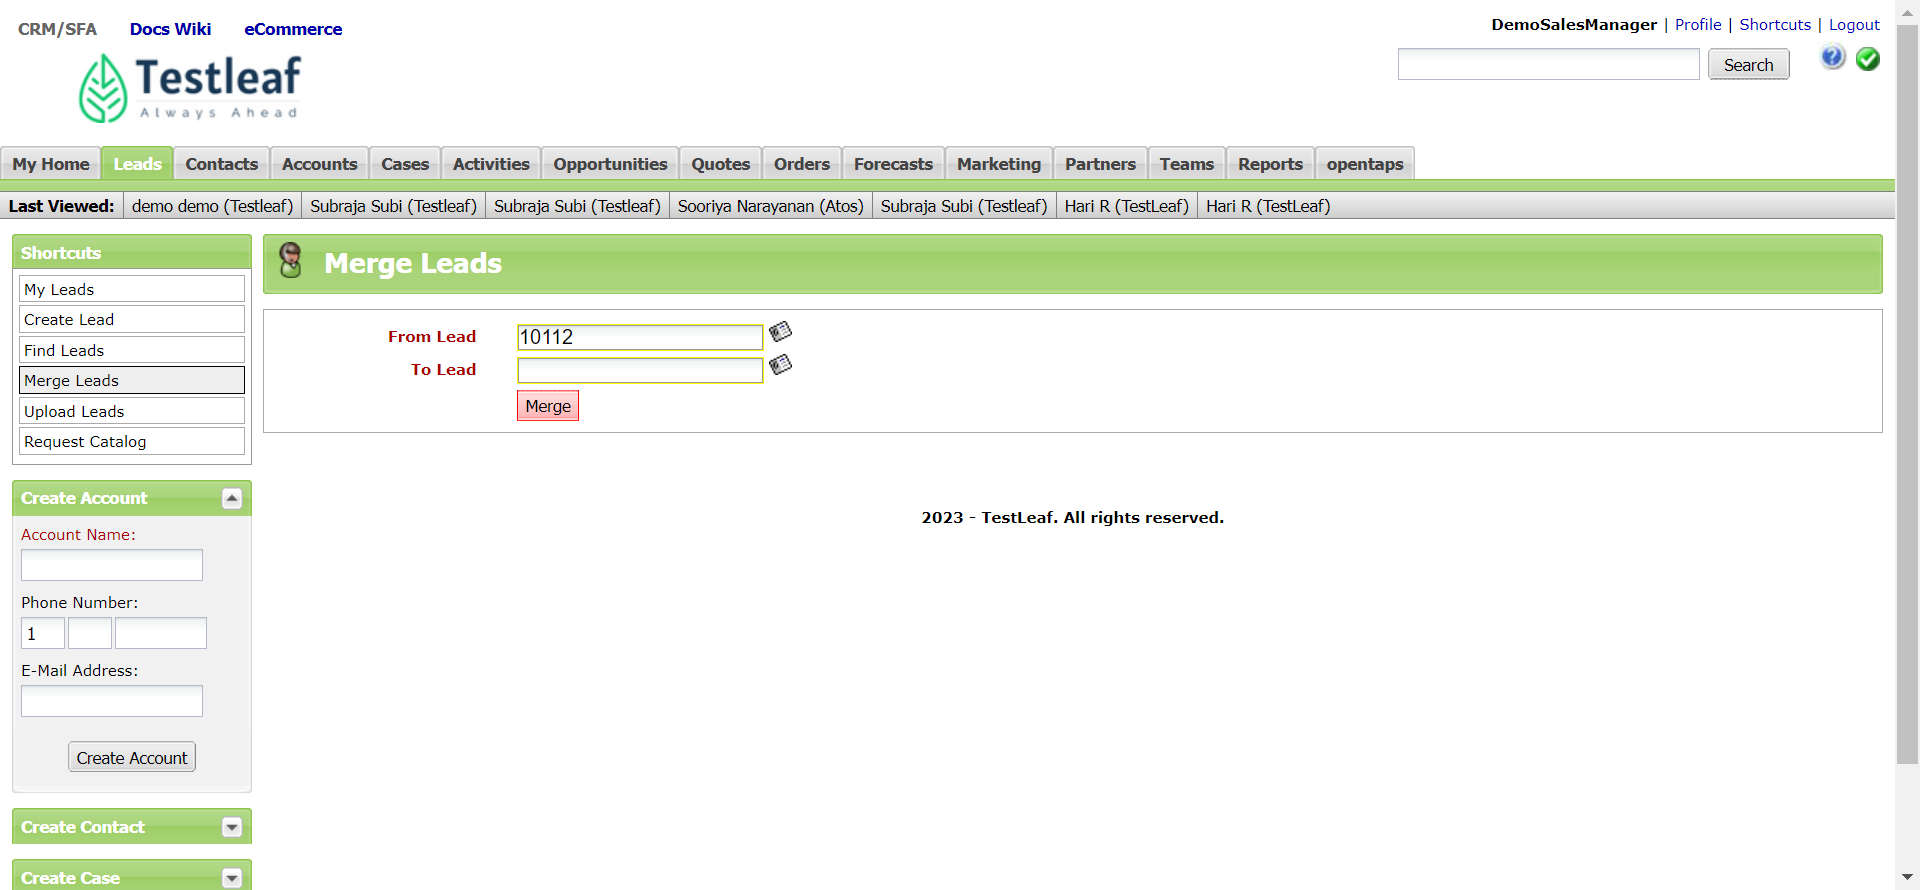 CRM/SFA Docs Wiki eCommerce
DemoSalesManager | Profile | Shortcuts | Logout
Testleaf
Always Ahead
Search
My Home Leads Contacts Accounts Cases Activities Opportunities Quotes Orders Forecasts Marketing Partners Teams Reports opentaps
Last Viewed: demo demo (Testleaf) Subraja Subi (Testleaf) Subraja Subi (Testleaf) Sooriya Narayanan (Atos) Subraja Subi (Testleaf) Hari R (TestLeaf) Hari R (TestLeaf)
Shortcuts
My Leads
Create Lead
Find Leads
Merge Leads
Upload Leads
Request Catalog
Merge Leads
From Lead 10112
To Lead
Merge
Create Account
Account Name:
Phone Number:
1
E-Mail Address:
Create Account
Create Contact
Create Case
2023 - TestLeaf. All rights reserved.